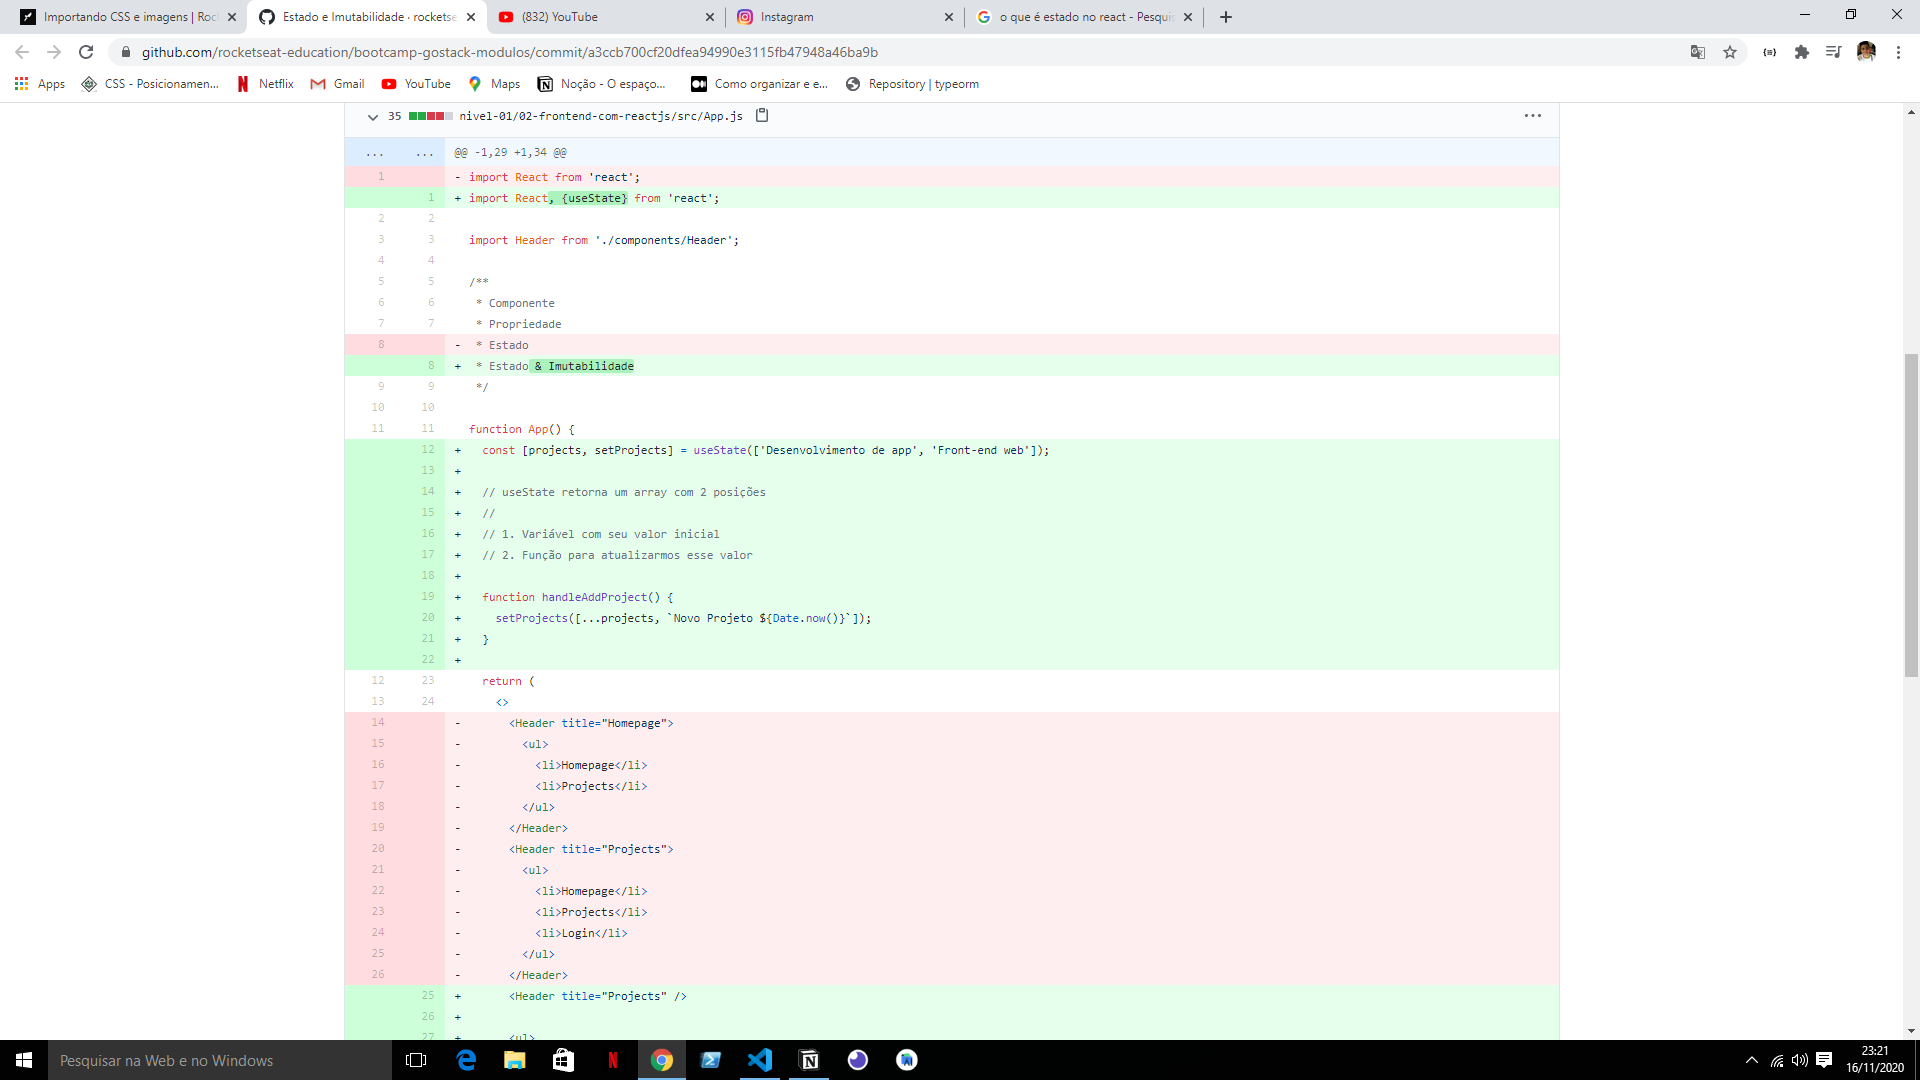 Importando CSS e imagens | Roc
Estado e Imutabilidade · rocketse
(832) YouTube
Instagram
o que é estado no react - Pesquis
github.com/rocketseat-education/bootcamp-gostack-modulos/commit/a3ccb700cf20dfea94990e3115fb47948a46ba9b
Apps
CSS - Posicionamen...
Netflix
Gmail
YouTube
Maps
Noção - O espaço...
Como organizar e e...
Repository | typeorm
35 nivel-01/02-frontend-com-reactjs/src/App.js
... ... @@ -1,29 +1,34 @@
1 - import React from 'react';
1 + import React, {useState} from 'react';
2 2
3 3 import Header from './components/Header';
4 4
5 5 /**
6 6 * Componente
7 7 * Propriedade
8 - * Estado
8 + * Estado & Imutabilidade
9 9 */
10 10
11 11 function App() {
12 + const [projects, setProjects] = useState(['Desenvolvimento de app', 'Front-end web']);
13 +
14 + // useState retorna um array com 2 posições
15 + //
16 + // 1. Variável com seu valor inicial
17 + // 2. Função para atualizarmos esse valor
18 +
19 + function handleAddProject() {
20 + setProjects([...projects, `Novo Projeto ${Date.now()}`]);
21 + }
22 +
12 23 return (
13 24 <>
14 - <Header title="Homepage">
15 - <ul>
16 - <li>Homepage</li>
17 - <li>Projects</li>
18 - </ul>
19 - </Header>
20 - <Header title="Projects">
21 - <ul>
22 - <li>Homepage</li>
23 - <li>Projects</li>
24 - <li>Login</li>
25 - </ul>
26 - </Header>
25 + <Header title="Projects" />
26 +
27 + <ul>
Pesquisar na Web e no Windows
23:21
16/11/2020